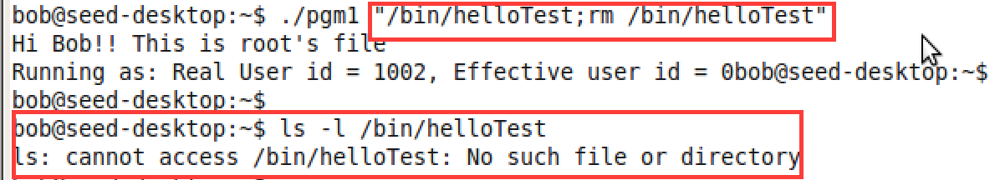 bob@seed-desktop:~$ ./pgm1 "/bin/helloTest;rm /bin/helloTest"
Hi Bob!! This is root's file
Running as: Real User id = 1002, Effective user id = 0bob@seed-desktop:~$
bob@seed-desktop:~$
bob@seed-desktop:~$ ls -l /bin/helloTest
ls: cannot access /bin/helloTest: No such file or directory